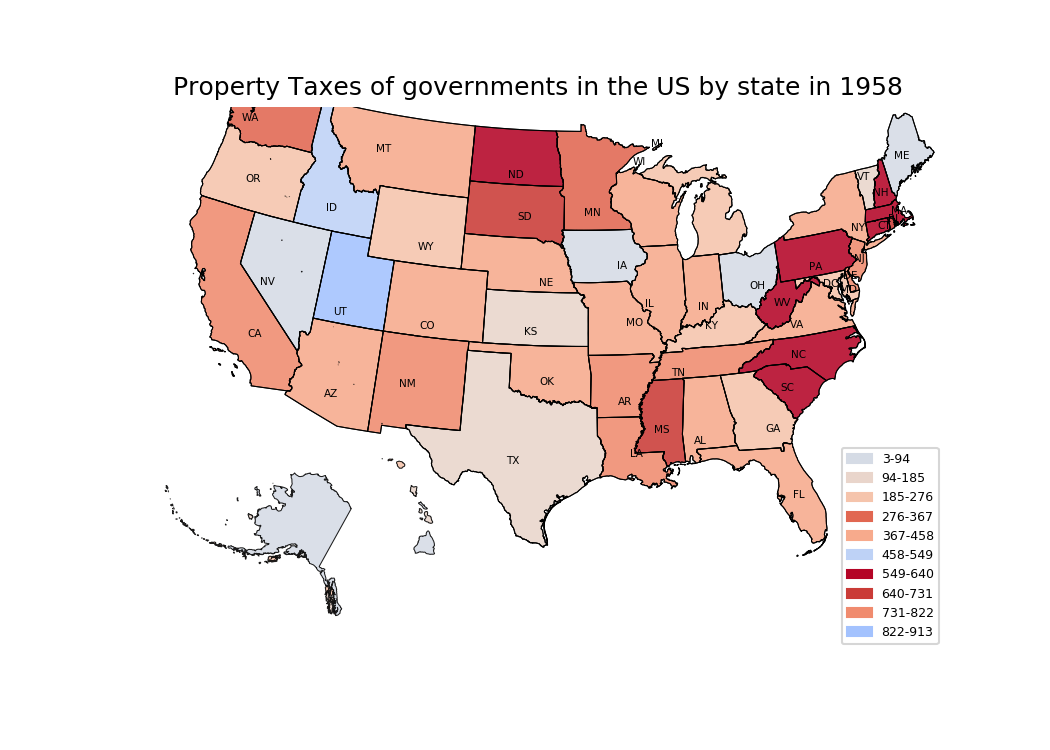 Property Taxes of governments in the US by state in 1958
WA
MT
ND
MN
WI
MI
ME
VT
NH
MA
RI
CT
NY
OR
ID
SD
WY
IA
NE
NV
UT
CO
KS
MO
IL
IN
OH
PA
NJ
DE
MD
DC
WV
VA
KY
CA
AZ
NM
OK
AR
TN
NC
SC
MS
AL
GA
LA
TX
FL
3-94
94-185
185-276
276-367
367-458
458-549
549-640
640-731
731-822
822-913